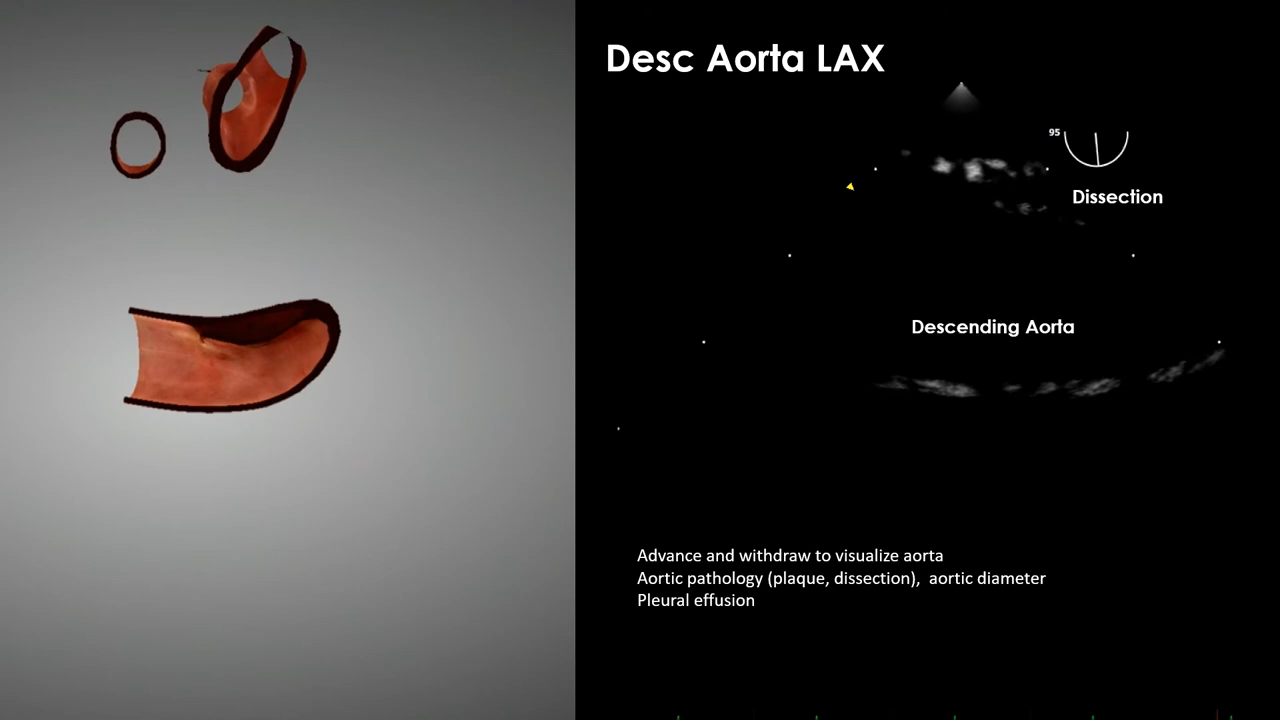 Desc Aorta LAX
95
Dissection
Descending Aorta
Advance and withdraw to visualize aorta
Aortic pathology (plaque, dissection),  aortic diameter
Pleural effusion